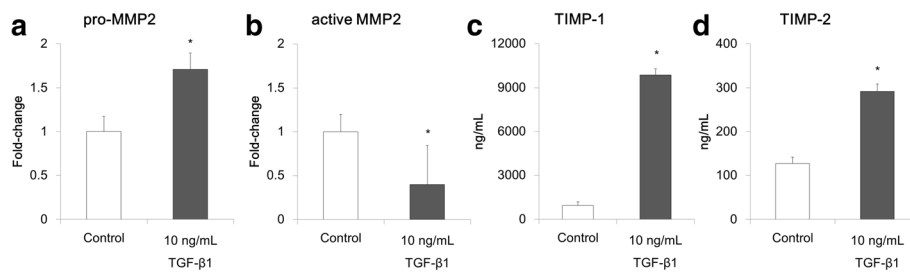 a pro-MMP2
2
1.5
1
0.5
0
Fold-change
*
Control
10 ng/mL
TGF-β1
b active MMP2
2
1.5
1
0.5
0
Fold-change
*
Control
10 ng/mL
TGF-β1
c TIMP-1
12000
9000
6000
3000
0
ng/mL
*
Control
10 ng/mL
TGF-β1
d TIMP-2
400
300
200
100
0
ng/mL
*
Control
10 ng/mL
TGF-β1